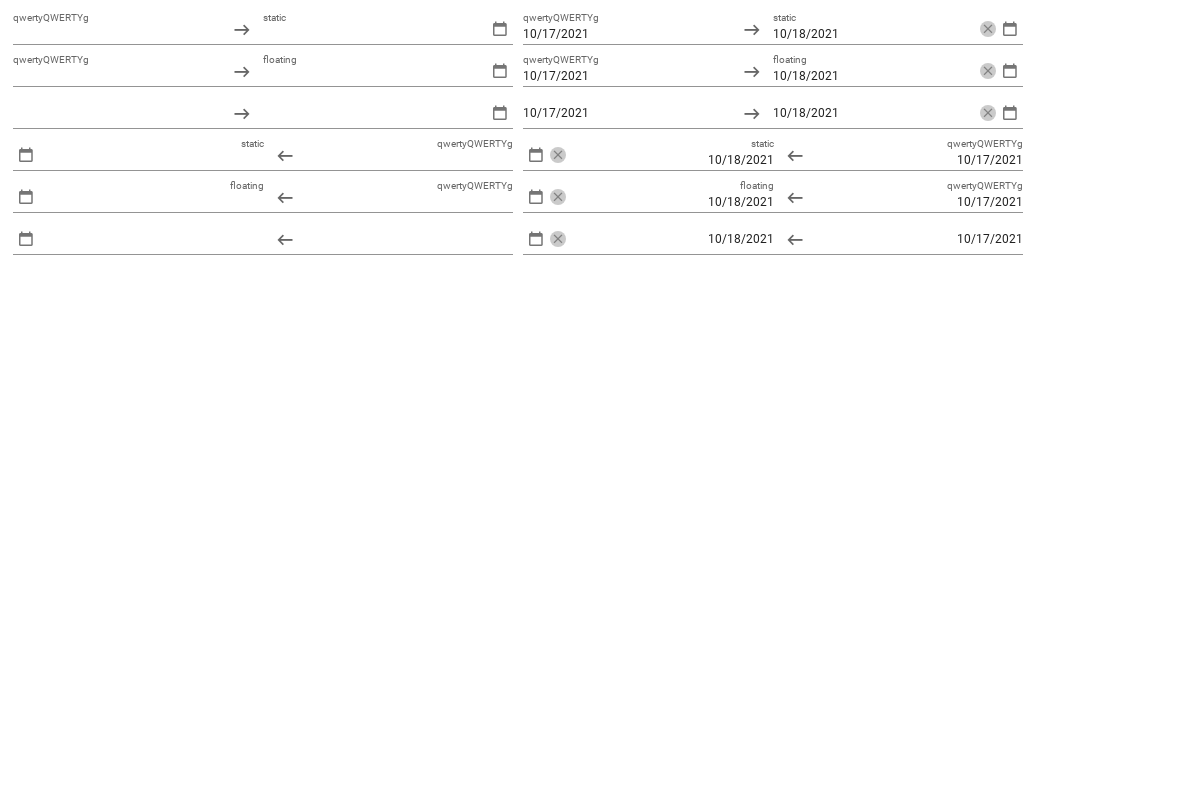 qwertyQWERTYg static qwertyQWERTYg static
10/17/2021 10/18/2021
qwertyQWERTYg floating qwertyQWERTYg floating
10/17/2021 10/18/2021
10/17/2021 10/18/2021
static qwertyQWERTYg static qwertyQWERTYg
10/18/2021 10/17/2021
floating qwertyQWERTYg floating qwertyQWERTYg
10/18/2021 10/17/2021
10/18/2021 10/17/2021